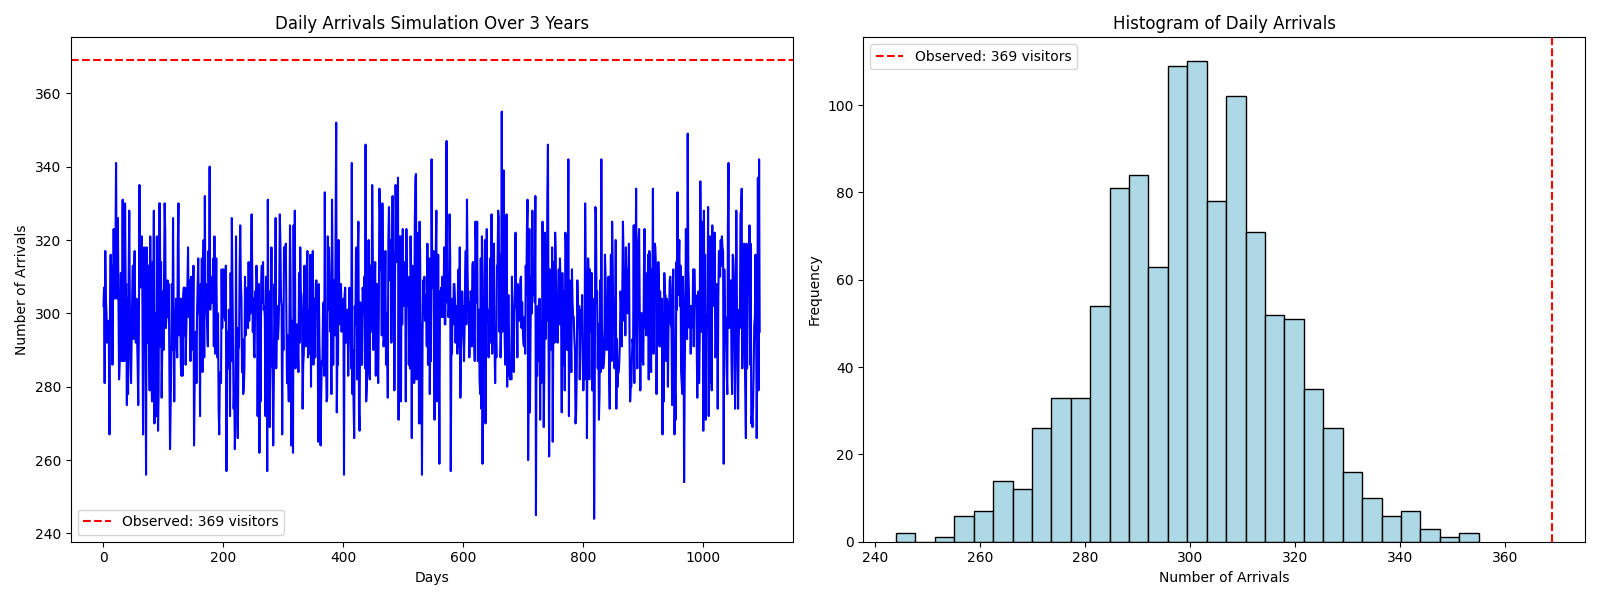 Daily Arrivals Simulation Over 3 Years
Number of Arrivals
360
340
320
300
280
260
240
Observed: 369 visitors
0 200 400 600 800 1000
Days
Histogram of Daily Arrivals
Observed: 369 visitors
Frequency
100
80
60
40
20
0
240 260 280 300 320 340 360
Number of Arrivals